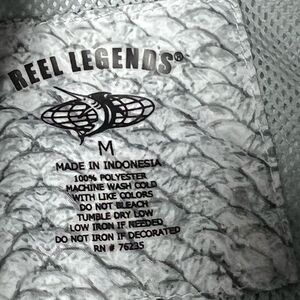 REEL LEGENDS®
M
MADE IN INDONESIA
100% POLYESTER
MACHINE WASH COLD
WITH LIKE COLORS
DO NOT BLEACH
TUMBLE DRY LOW
LOW IRON IF NEEDED
DO NOT IRON IF DECORATED
RN # 76235